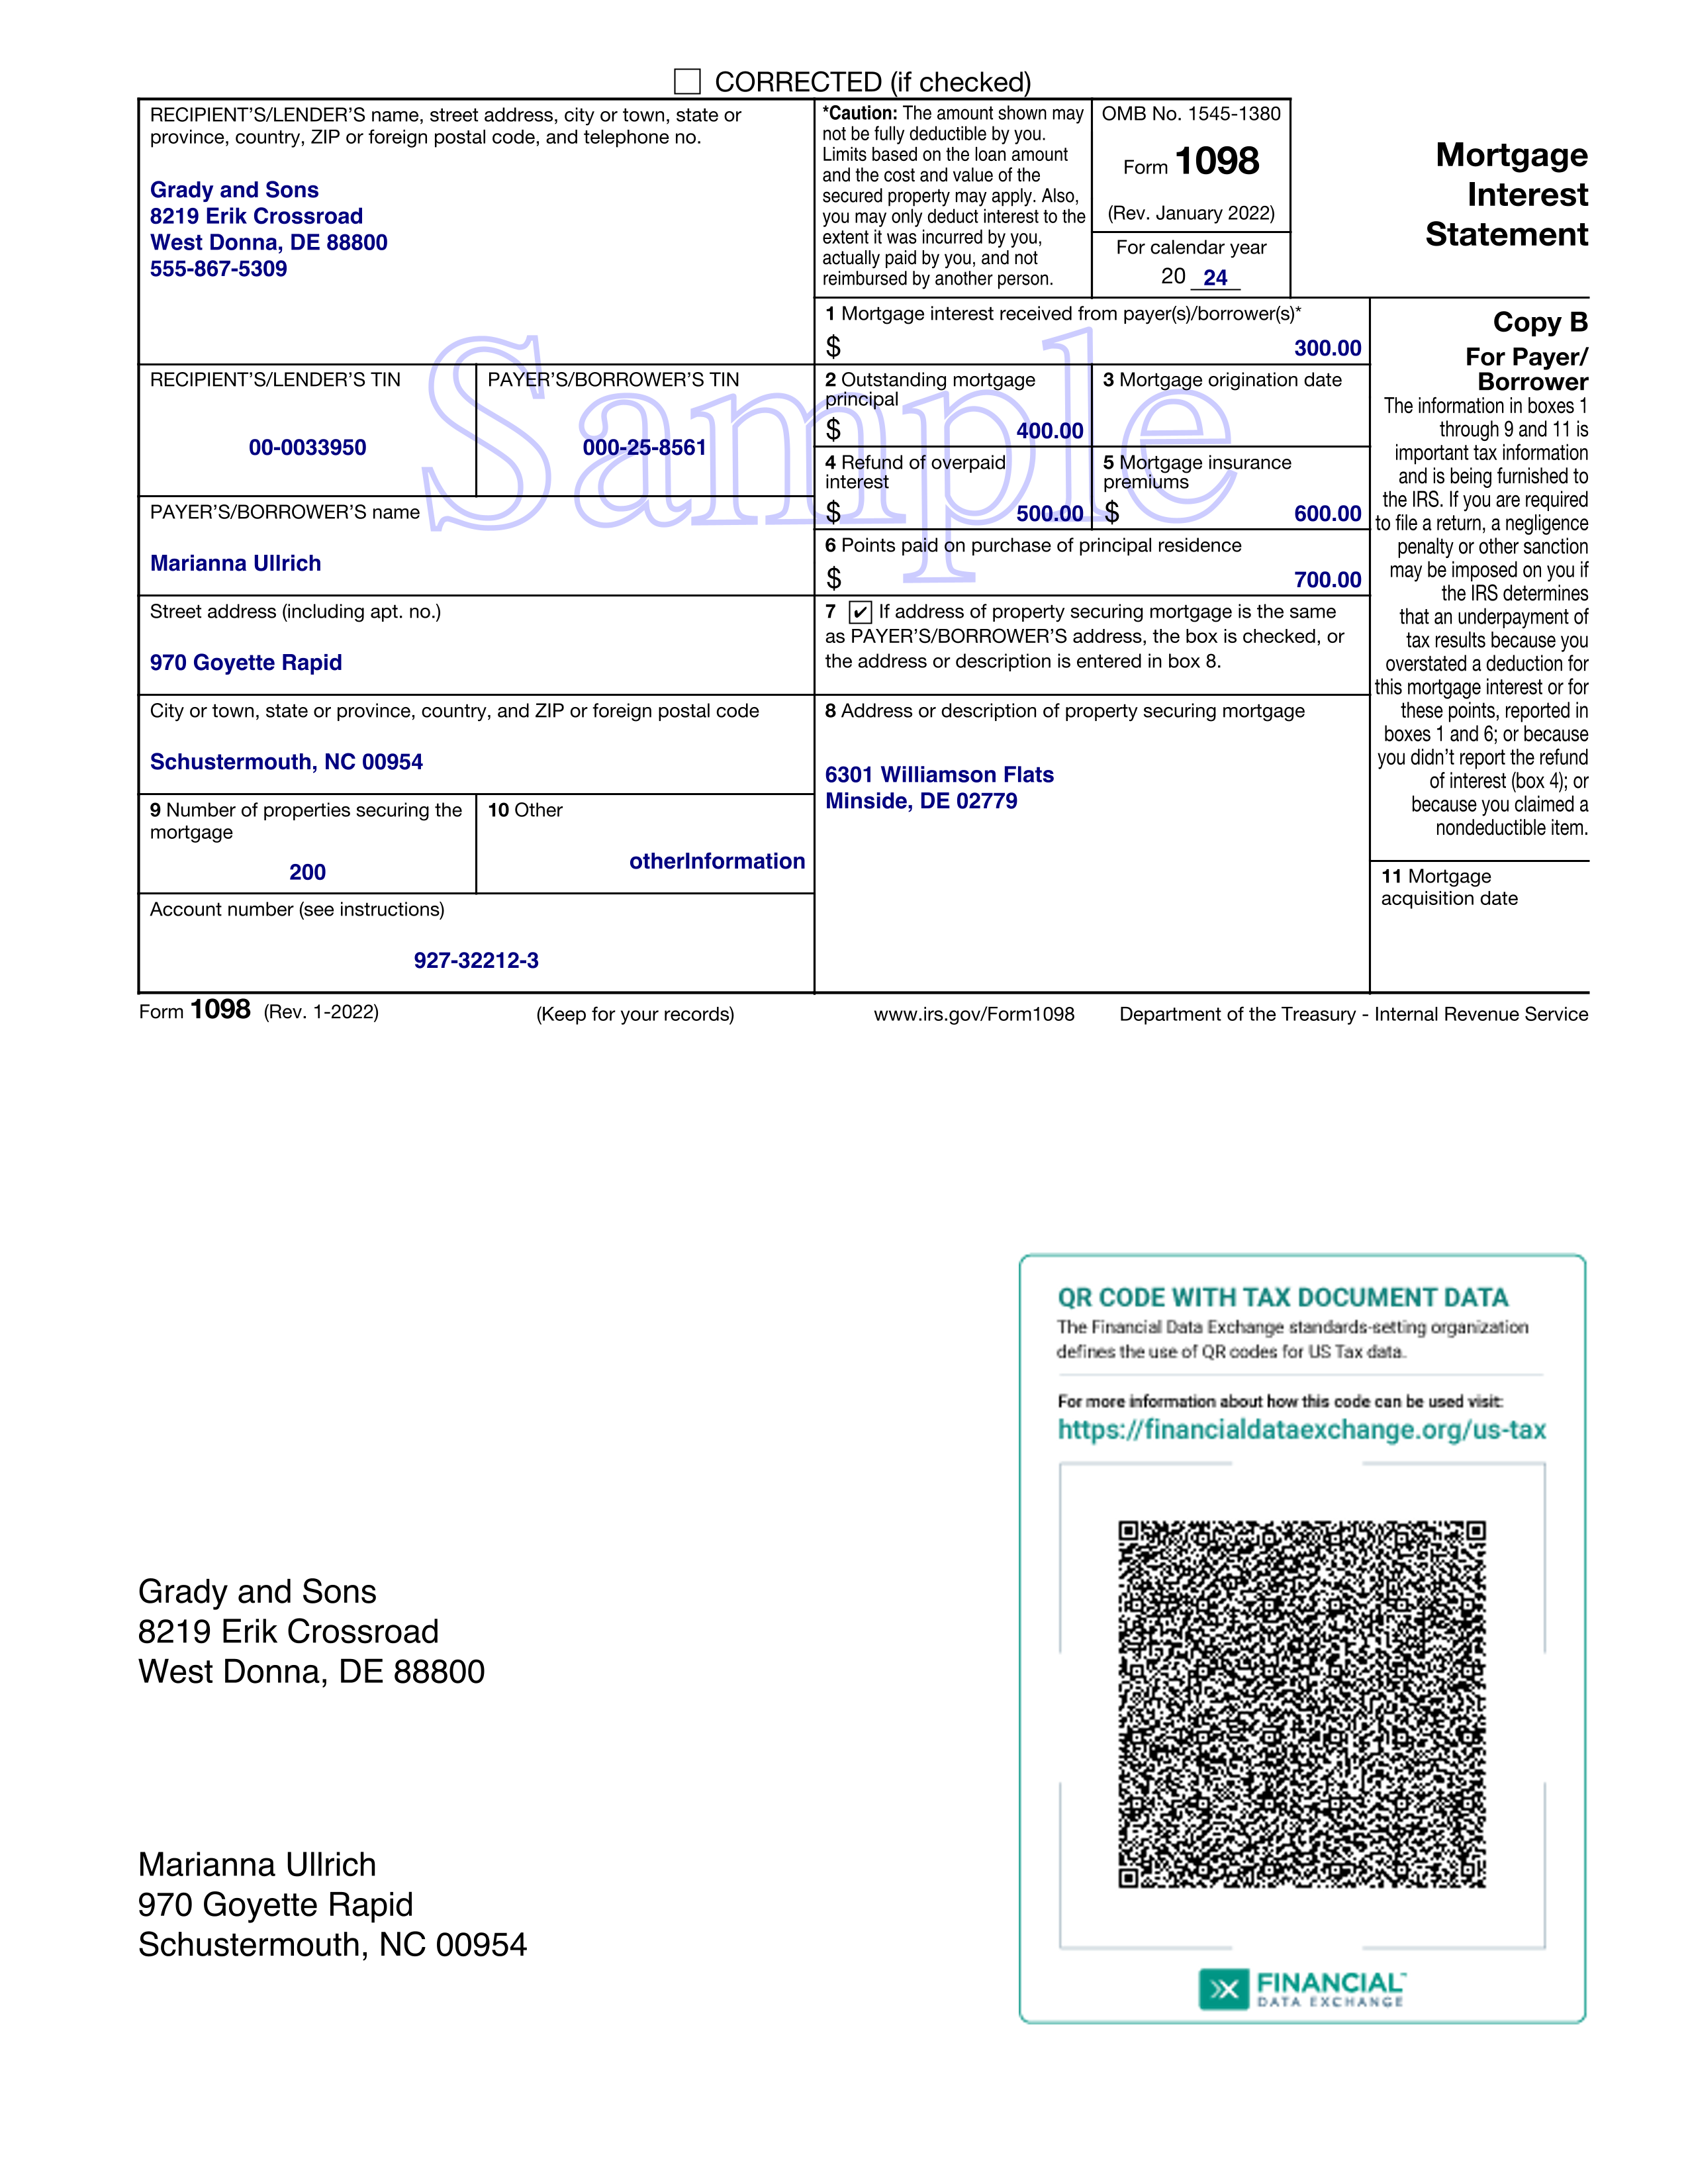 CORRECTED (if checked)
RECIPIENT'S/LENDER'S name, street address, city or town, state or
province, country, ZIP or foreign postal code, and telephone no.
Grady and Sons
8219 Erik Crossroad
West Donna, DE 88800
555-867-5309
*Caution: The amount shown may
not be fully deductible by you.
Limits based on the loan amount
and the cost and value of the
secured property may apply. Also,
you may only deduct interest to the
extent it was incurred by you,
actually paid by you, and not
reimbursed by another person.
OMB No. 1545-1380
Form 1098
(Rev. January 2022)
For calendar year
20 24
Mortgage
Interest
Statement
1 Mortgage interest received from payer(s)/borrower(s)*
$ 300.00
Copy B
For Payer/
Borrower
The information in boxes 1
through 9 and 11 is
important tax information
and is being furnished to
the IRS. If you are required
to file a return, a negligence
penalty or other sanction
may be imposed on you if
the IRS determines
that an underpayment of
tax results because you
overstated a deduction for
this mortgage interest or for
these points, reported in
boxes 1 and 6; or because
you didn't report the refund
of interest (box 4); or
because you claimed a
nondeductible item.
RECIPIENT'S/LENDER'S TIN
00-0033950
PAYER'S/BORROWER'S TIN
000-25-8561
2 Outstanding mortgage
principal
$ 400.00
3 Mortgage origination date
4 Refund of overpaid
interest
$ 500.00
5 Mortgage insurance
premiums
$ 600.00
Sample
PAYER'S/BORROWER'S name
Marianna Ullrich
6 Points paid on purchase of principal residence
$ 700.00
Street address (including apt. no.)
970 Goyette Rapid
7 ✔ If address of property securing mortgage is the same
as PAYER'S/BORROWER'S address, the box is checked, or
the address or description is entered in box 8.
City or town, state or province, country, and ZIP or foreign postal code
Schustermouth, NC 00954
8 Address or description of property securing mortgage
6301 Williamson Flats
Minside, DE 02779
9 Number of properties securing the
mortgage
200
10 Other
otherInformation
11 Mortgage
acquisition date
Account number (see instructions)
927-32212-3
Form 1098 (Rev. 1-2022)
(Keep for your records)
www.irs.gov/Form1098
Department of the Treasury - Internal Revenue Service
QR CODE WITH TAX DOCUMENT DATA
The Financial Data Exchange standards-setting organization
defines the use of QR codes for US Tax data.
For more information about how this code can be used visit:
https://financialdataexchange.org/us-tax
FINANCIAL™
DATA EXCHANGE
Grady and Sons
8219 Erik Crossroad
West Donna, DE 88800
Marianna Ullrich
970 Goyette Rapid
Schustermouth, NC 00954